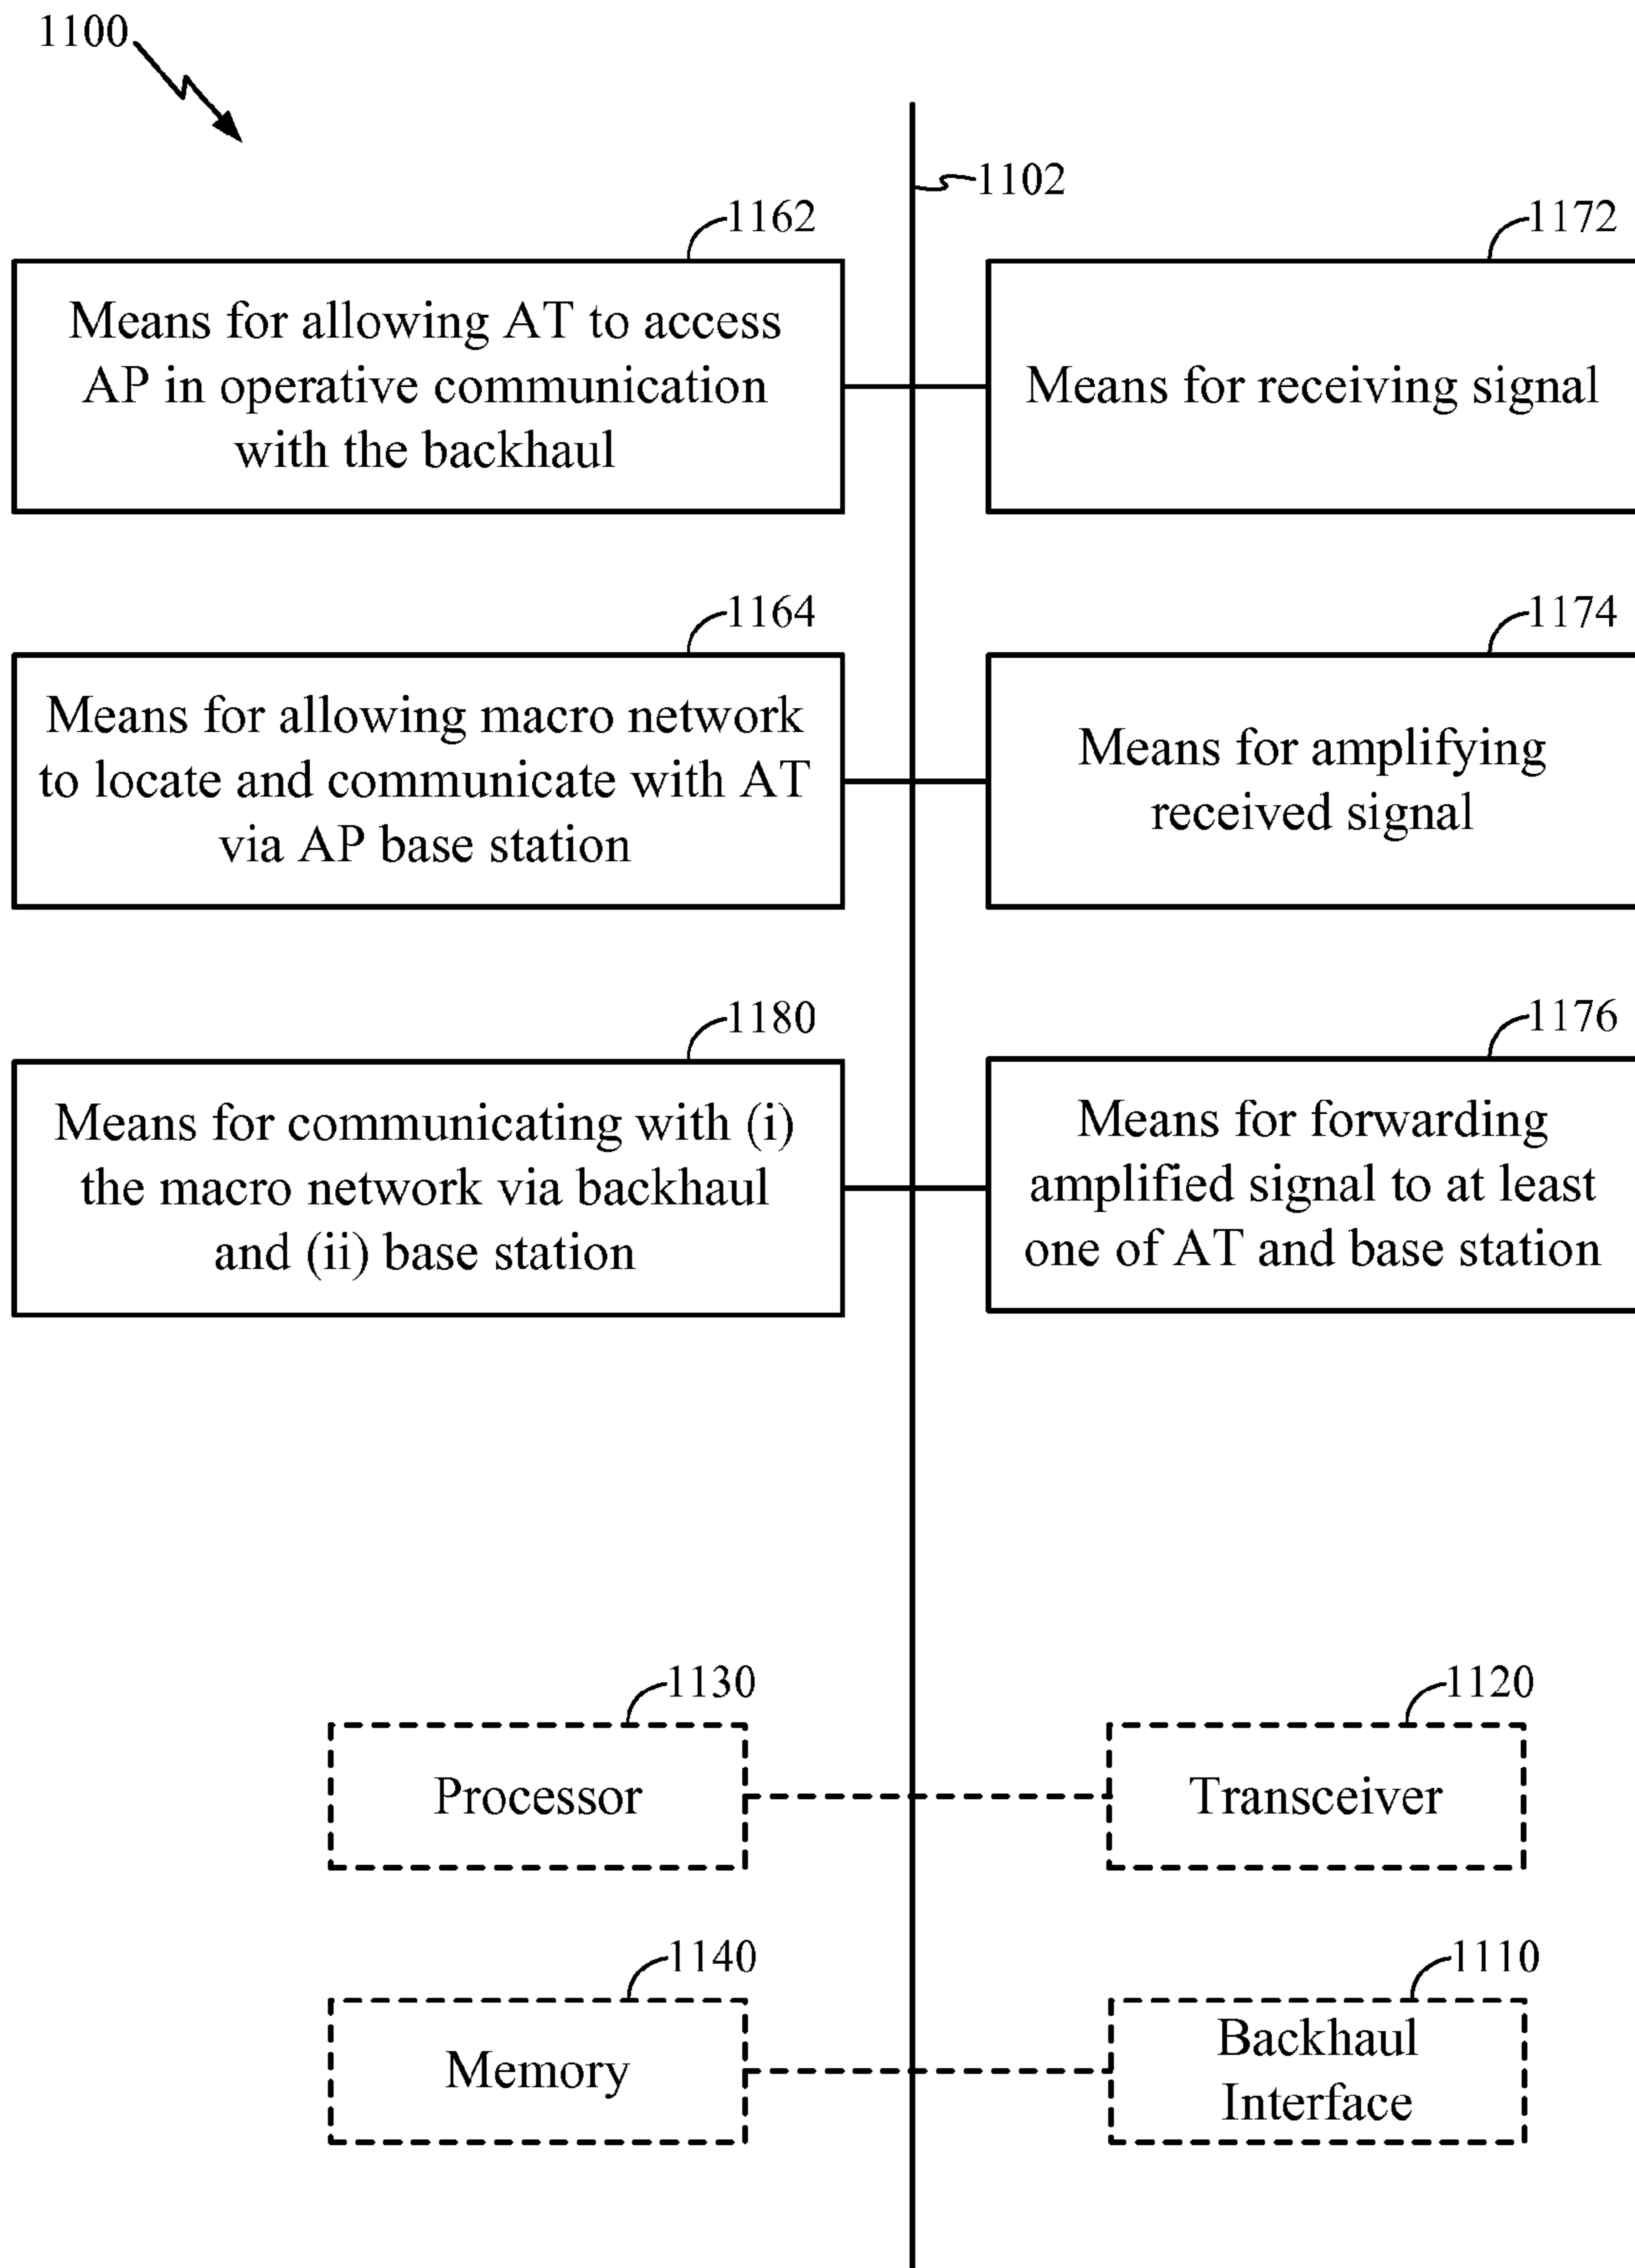 1100
1102
1162
Means for allowing AT to access
AP in operative communication
with the backhaul
1172
Means for receiving signal
1164
Means for allowing macro network
to locate and communicate with AT
via AP base station
1174
Means for amplifying
received signal
1180
Means for communicating with (i)
the macro network via backhaul
and (ii) base station
1176
Means for forwarding
amplified signal to at least
one of AT and base station
1130
Processor
1120
Transceiver
1140
Memory
1110
Backhaul
Interface